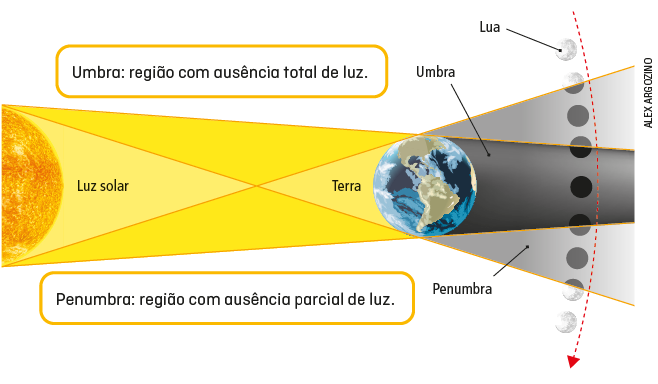 Lua
Umbra: região com ausência total de luz.
Umbra
ALEX ARGOZINO
Luz solar
Terra
Penumbra
Penumbra: região com ausência parcial de luz.